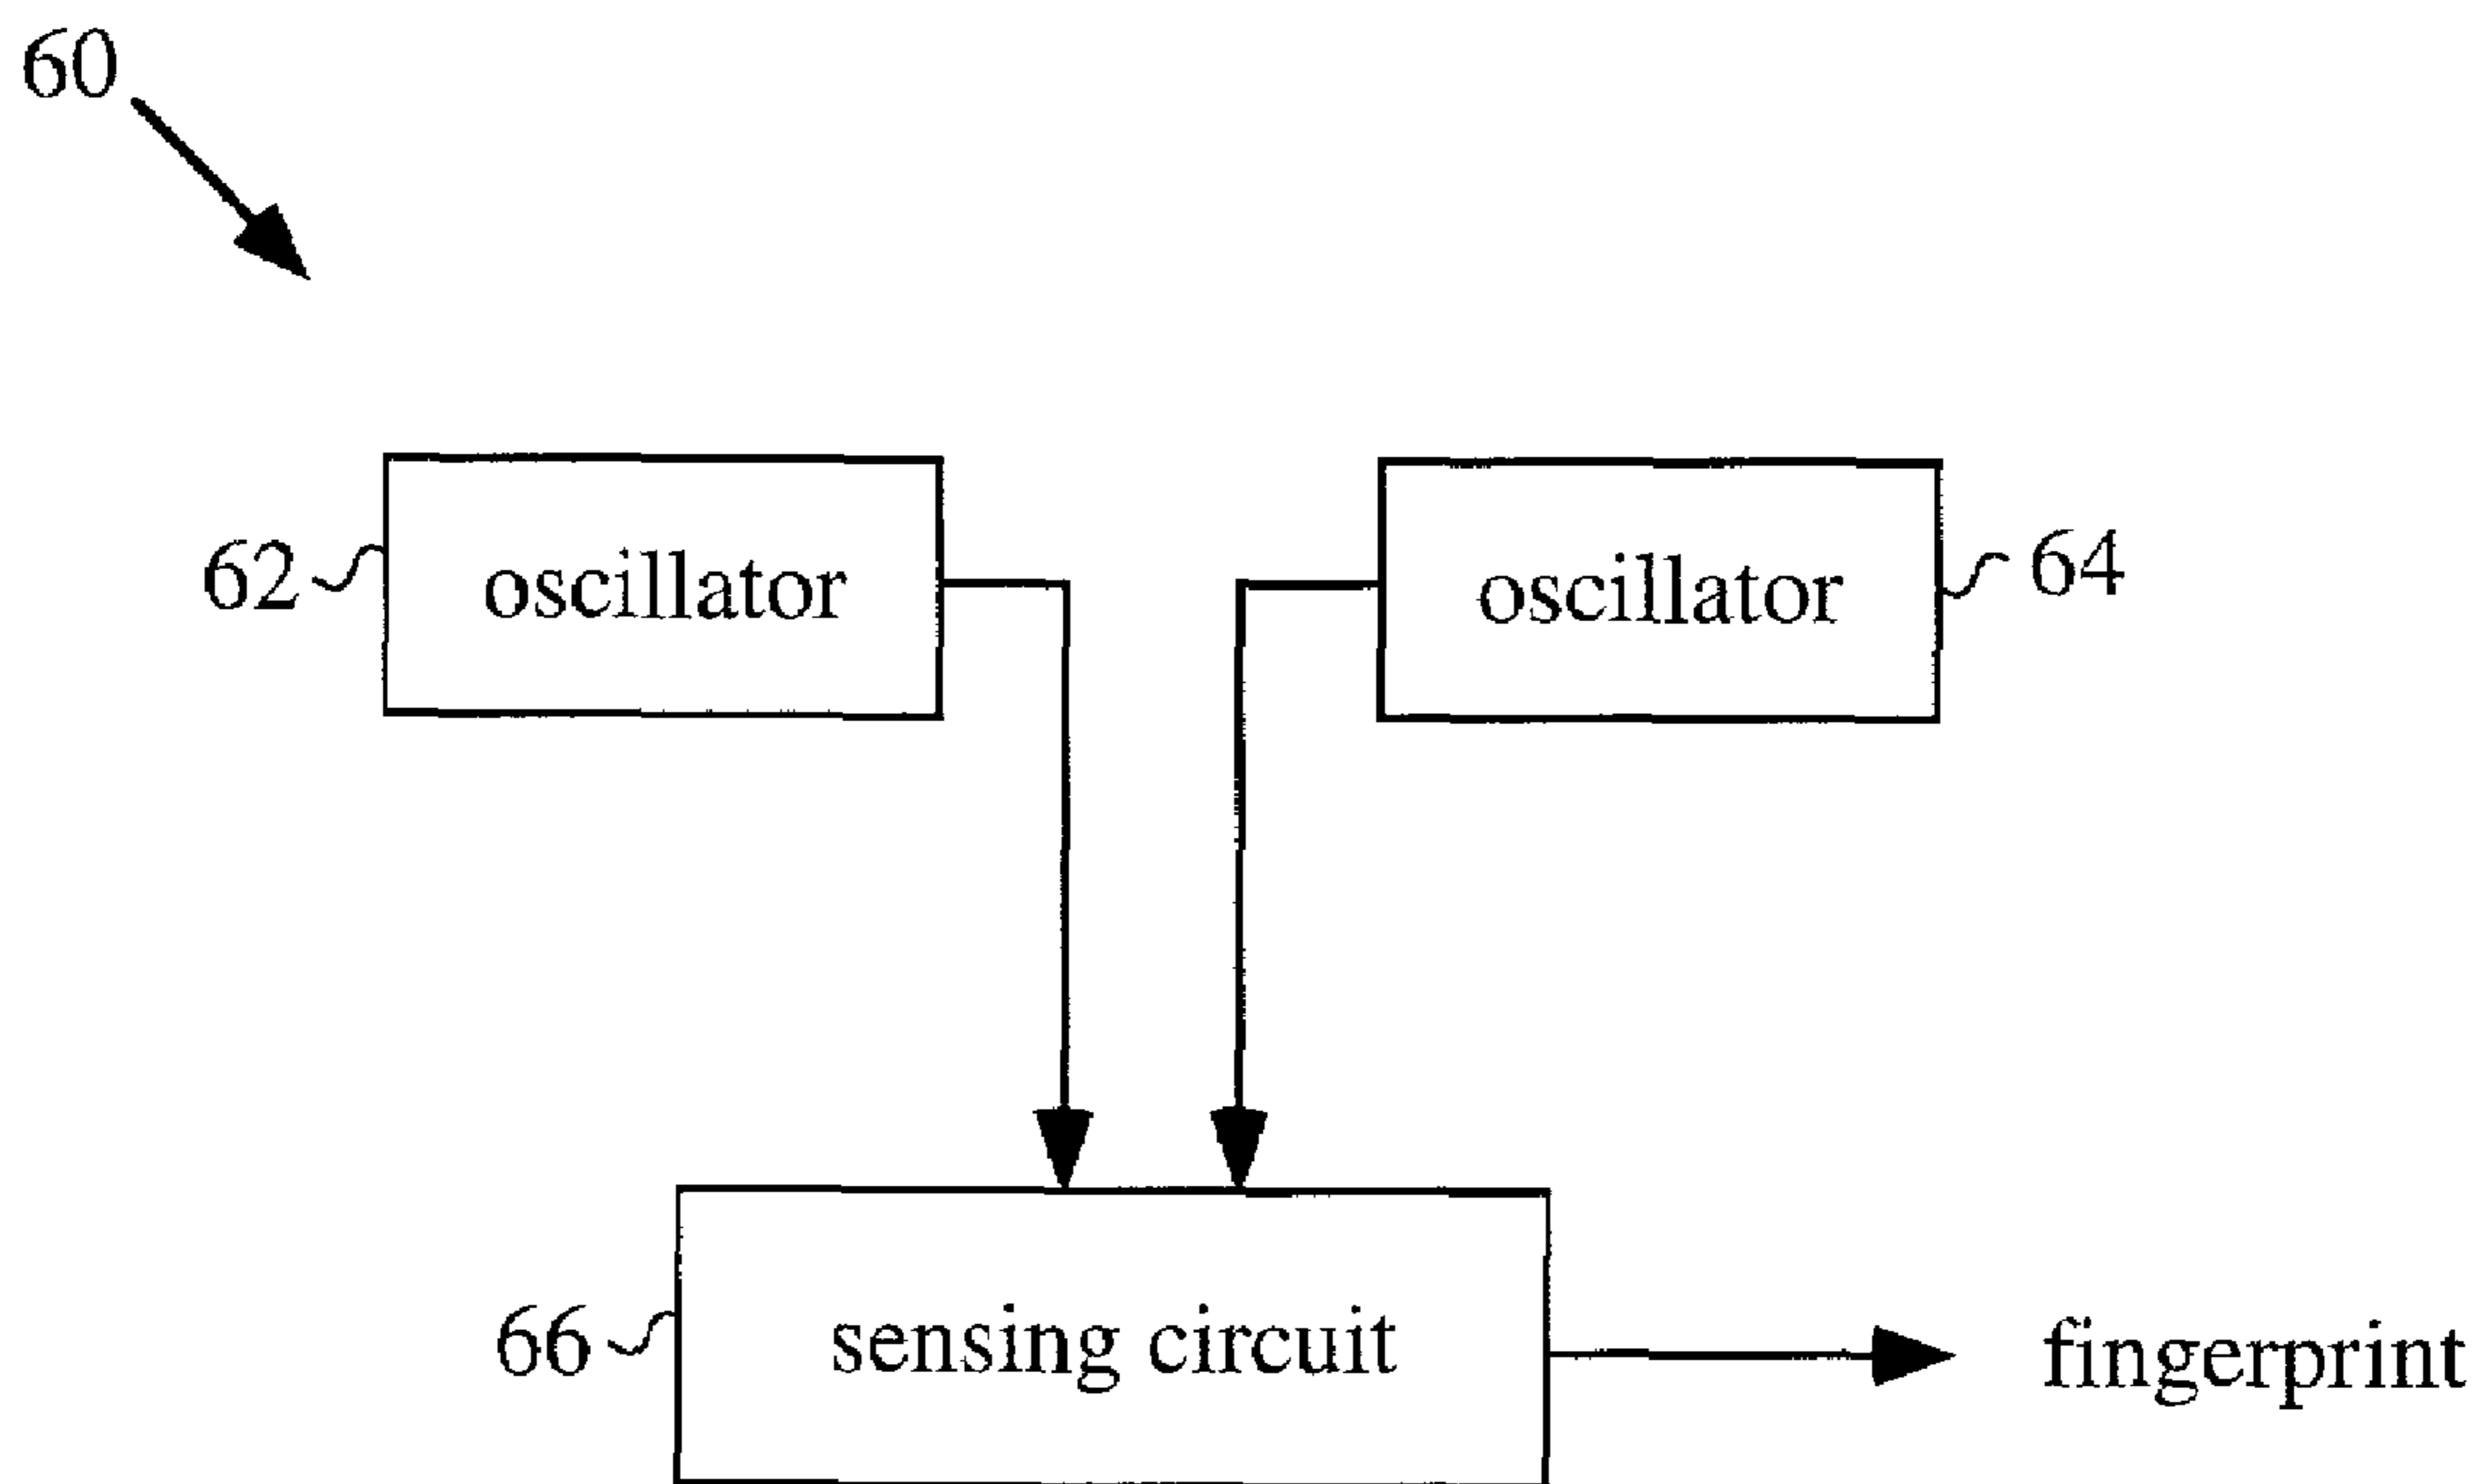 60
62 oscillator oscillator 64
66 sensing circuit fingerprint